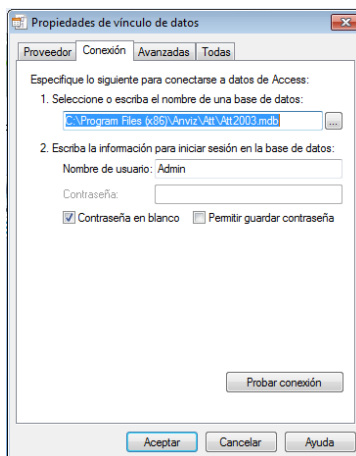 Propiedades de vínculo de datos
Proveedor Conexión Avanzadas Todas
Especifique lo siguiente para conectarse a datos de Access:
1. Seleccione o escriba el nombre de una base de datos:
C:\Program Files (x86)\Anviz\Att\Att2003.mdb ...
2. Escriba la información para iniciar sesión en la base de datos:
Nombre de usuario: Admin
Contraseña:
Contraseña en blanco Permitir guardar contraseña
Probar conexión
Aceptar Cancelar Ayuda